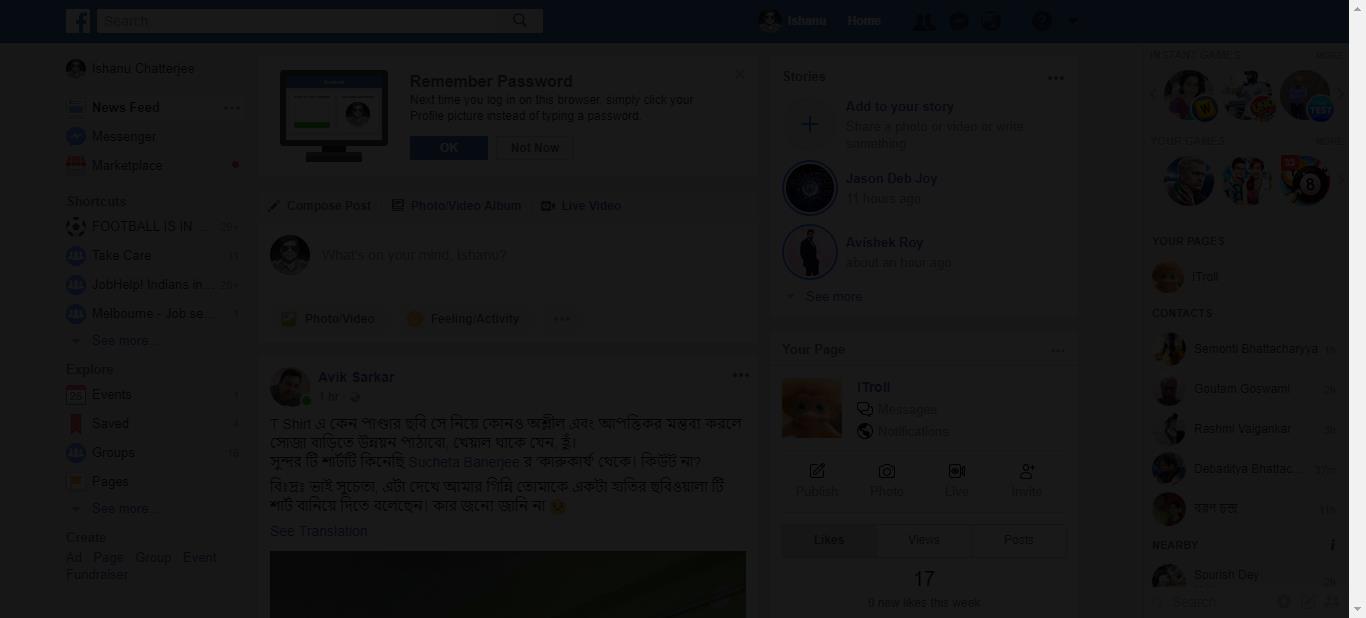 Search
Ishanu
Home
Ishanu Chatterjee
News Feed
Messenger
Marketplace
Shortcuts
FOOTBALL IS IN ... 29+
Take Care 11
JobHelp! Indians in... 20+
Melbourne - Job se... 1
See more...
Explore
Events 1
Saved 4
Groups 16
Pages
See more...
Create
Ad Page Group Event
Fundraiser
Remember Password
Next time you log in on this browser, simply click your
Profile picture instead of typing a password.
OK
Not Now
Compose Post
Photo/Video Album
Live Video
What's on your mind, Ishanu?
Photo/Video
Feeling/Activity
Avik Sarkar
1 hr
T Shirt এ কেন পাণ্ডার ছবি সে নিয়ে কোনও অশ্লীল এবং আপত্তিকর মন্তব্য করলে
সোজা বাড়িতে উন্নয়ন পাঠাবো, খেয়াল থাকে যেন, হুঁ।
সুন্দর টি শার্টটি কিনেছি Sucheta Banerjee র 'কারুকার্য' থেকে। কিউট না?
বিঃদ্রঃ ভাই সুচেতা, এটা দেখে আমার গিন্নি তোমাকে একটা হাতির ছবিওয়ালা টি
শার্ট বানিয়ে দিতে বলেছেন। কার জন্যে জানি না
See Translation
Stories
Add to your story
Share a photo or video or write
something
Jason Deb Joy
11 hours ago
Avishek Roy
about an hour ago
See more
Your Page
!Troll
Messages
Notifications
Publish
Photo
Live
Invite
Likes
Views
Posts
17
0 new likes this week
INSTANT GAMES MORE
YOUR GAMES MORE
YOUR PAGES
!Troll
CONTACTS
Semonti Bhattacharyya 1h
Goutam Goswami 2h
Rashmi Vaigankar 3h
Debaditya Bhattac... 37m
বরুণ চন্দ্র 11h
NEARBY
Spurish Dey 2h
Search